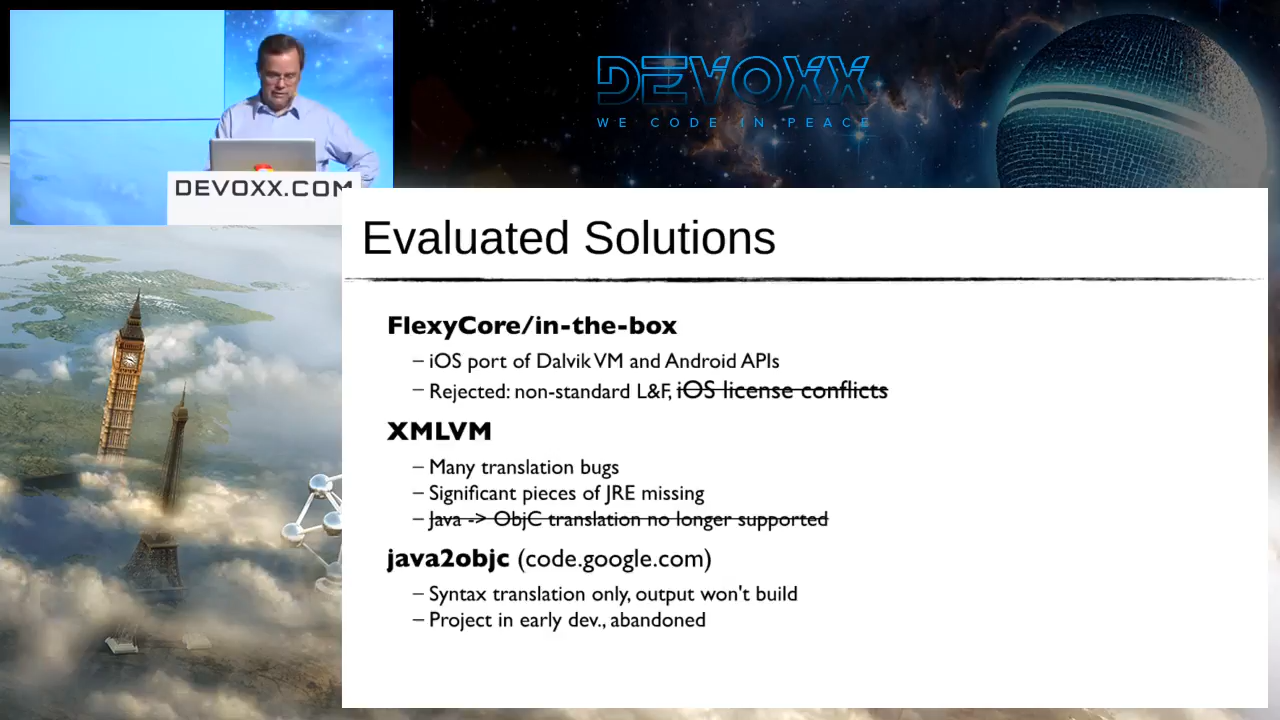 DEVOXX
WE CODE IN PEACE
DEVOXX.COM
Evaluated Solutions
FlexyCore/in-the-box
– iOS port of Dalvik VM and Android APIs
– Rejected: non-standard L&F, iOS license conflicts
XMLVM
– Many translation bugs
– Significant pieces of JRE missing
– Java -> ObjC translation no longer supported
java2objc (code.google.com)
– Syntax translation only, output won't build
– Project in early dev., abandoned